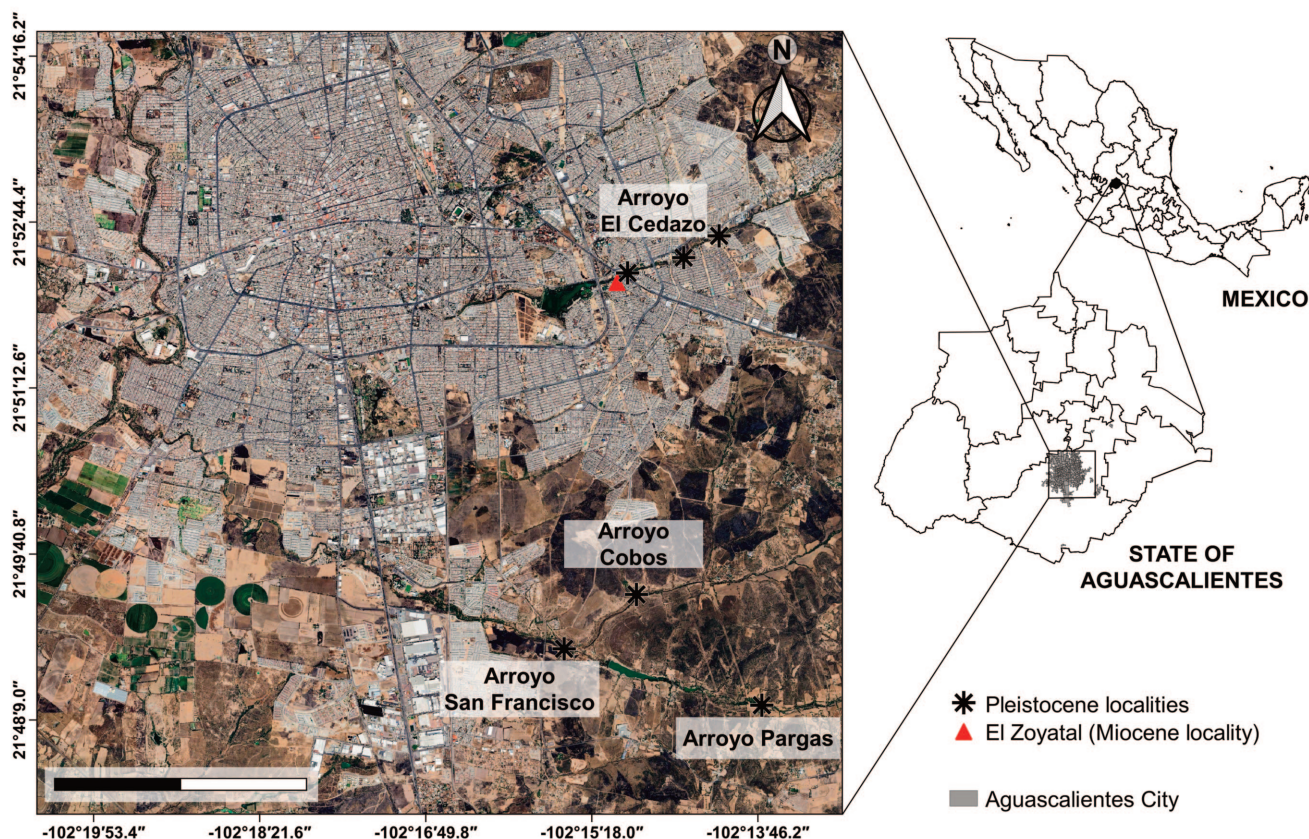 21°54'16.2"
21°52'44.4"
21°51'12.6"
21°49'40.8"
21°48'9.0"
N
Arroyo
El Cedazo
Arroyo
Cobos
Arroyo
San Francisco
Arroyo Pargas
-102°19'53.4"
-102°18'21.6"
-102°16'49.8"
-102°15'18.0"
-102°13'46.2"
MEXICO
STATE OF
AGUASCALIENTES
Pleistocene localities
El Zoyatal (Miocene locality)
Aguascalientes City